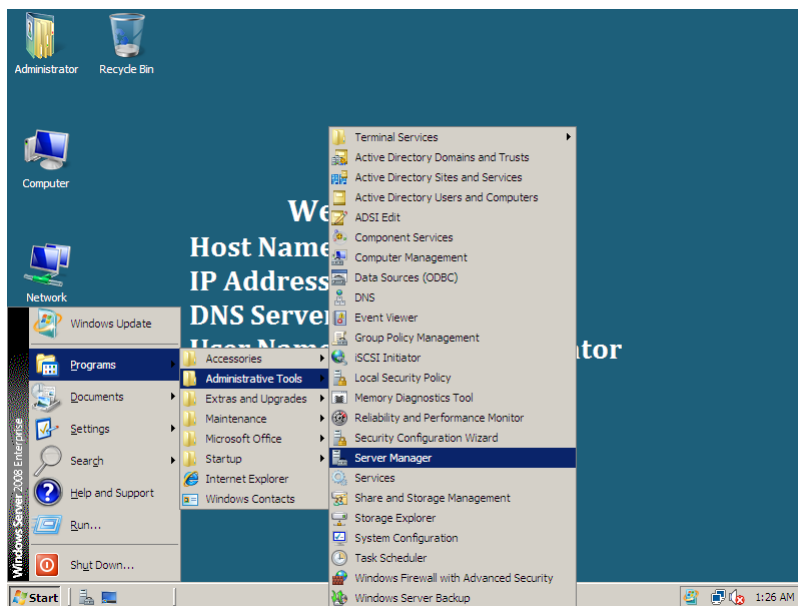 Administrator
Recycle Bin
Computer
Network
We
Host Name
IP Address
DNS Server
User Name
tor
Windows Update
Programs
Documents
Settings
Search
Help and Support
Run...
Shut Down...
Windows Server 2008 Enterprise
Accessories
Administrative Tools
Extras and Upgrades
Maintenance
Microsoft Office
Startup
Internet Explorer
Windows Contacts
Terminal Services
Active Directory Domains and Trusts
Active Directory Sites and Services
Active Directory Users and Computers
ADSI Edit
Component Services
Computer Management
Data Sources (ODBC)
DNS
Event Viewer
Group Policy Management
iSCSI Initiator
Local Security Policy
Memory Diagnostics Tool
Reliability and Performance Monitor
Security Configuration Wizard
Server Manager
Services
Share and Storage Management
Storage Explorer
System Configuration
Task Scheduler
Windows Firewall with Advanced Security
Windows Server Backup
Start
1:26 AM